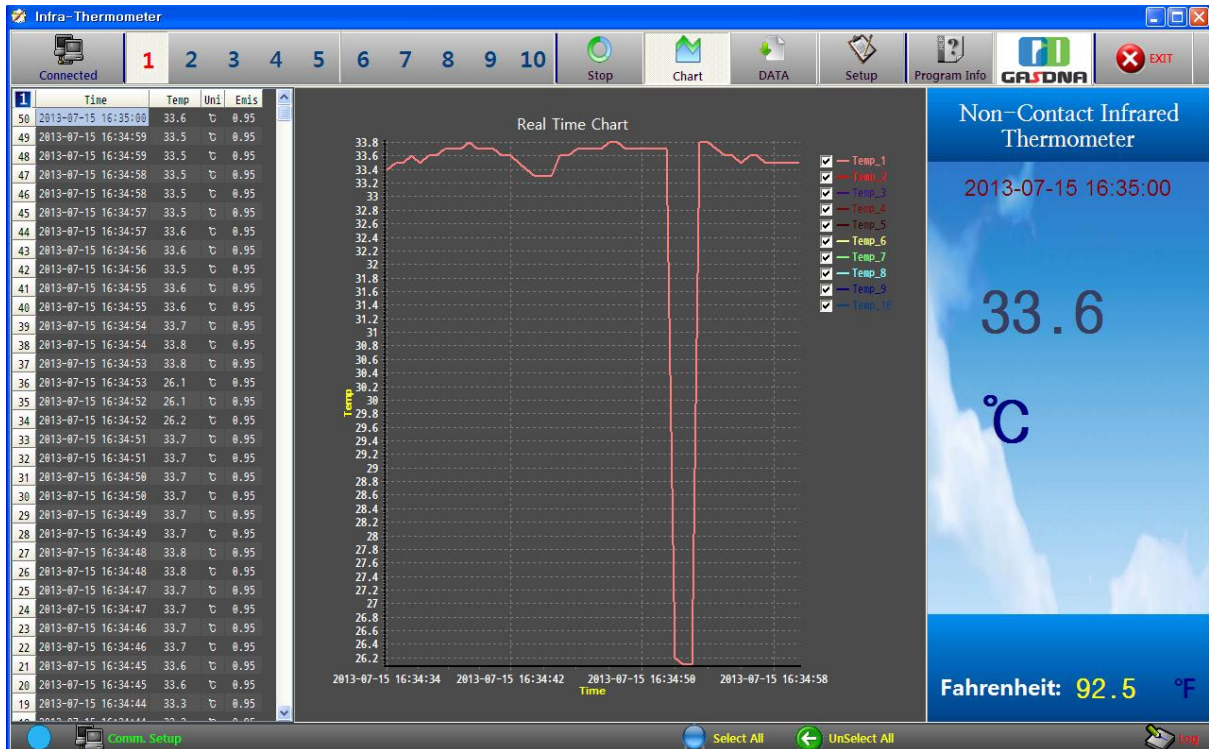 Infra-Thermometer
Connected
1 2 3 4 5 6 7 8 9 10
Stop
Chart
DATA
Setup
Program Info
GASDNA
EXIT
1 Time Temp Uni Emis
50 2013-07-15 16:35:00 33.6 ℃ 0.95
49 2013-07-15 16:34:59 33.5 ℃ 0.95
48 2013-07-15 16:34:59 33.5 ℃ 0.95
47 2013-07-15 16:34:58 33.5 ℃ 0.95
46 2013-07-15 16:34:58 33.5 ℃ 0.95
45 2013-07-15 16:34:57 33.5 ℃ 0.95
44 2013-07-15 16:34:57 33.6 ℃ 0.95
43 2013-07-15 16:34:56 33.6 ℃ 0.95
42 2013-07-15 16:34:56 33.5 ℃ 0.95
41 2013-07-15 16:34:55 33.6 ℃ 0.95
40 2013-07-15 16:34:55 33.6 ℃ 0.95
39 2013-07-15 16:34:54 33.7 ℃ 0.95
38 2013-07-15 16:34:54 33.8 ℃ 0.95
37 2013-07-15 16:34:53 33.8 ℃ 0.95
36 2013-07-15 16:34:53 26.1 ℃ 0.95
35 2013-07-15 16:34:52 26.1 ℃ 0.95
34 2013-07-15 16:34:52 26.2 ℃ 0.95
33 2013-07-15 16:34:51 33.7 ℃ 0.95
32 2013-07-15 16:34:51 33.7 ℃ 0.95
31 2013-07-15 16:34:50 33.7 ℃ 0.95
30 2013-07-15 16:34:50 33.7 ℃ 0.95
29 2013-07-15 16:34:49 33.7 ℃ 0.95
28 2013-07-15 16:34:49 33.7 ℃ 0.95
27 2013-07-15 16:34:48 33.8 ℃ 0.95
26 2013-07-15 16:34:48 33.8 ℃ 0.95
25 2013-07-15 16:34:47 33.7 ℃ 0.95
24 2013-07-15 16:34:47 33.7 ℃ 0.95
23 2013-07-15 16:34:46 33.7 ℃ 0.95
22 2013-07-15 16:34:46 33.7 ℃ 0.95
21 2013-07-15 16:34:45 33.6 ℃ 0.95
20 2013-07-15 16:34:45 33.6 ℃ 0.95
19 2013-07-15 16:34:44 33.3 ℃ 0.95
Real Time Chart
33.8
33.6
33.4
33.2
33
32.8
32.6
32.4
32.2
32
31.8
31.6
31.4
31.2
31
30.8
30.6
30.4
30.2
30
29.8
29.6
29.4
29.2
29
28.8
28.6
28.4
28.2
28
27.8
27.6
27.4
27.2
27
26.8
26.6
26.4
26.2
Temp
2013-07-15 16:34:34 2013-07-15 16:34:42 2013-07-15 16:34:50 2013-07-15 16:34:58
Time
Temp_1
Temp_2
Temp_3
Temp_4
Temp_5
Temp_6
Temp_7
Temp_8
Temp_9
Temp_10
Non-Contact Infrared
Thermometer
2013-07-15 16:35:00
33.6
℃
Fahrenheit: 92.5 °F
Comm. Setup
Select All
UnSelect All
Log